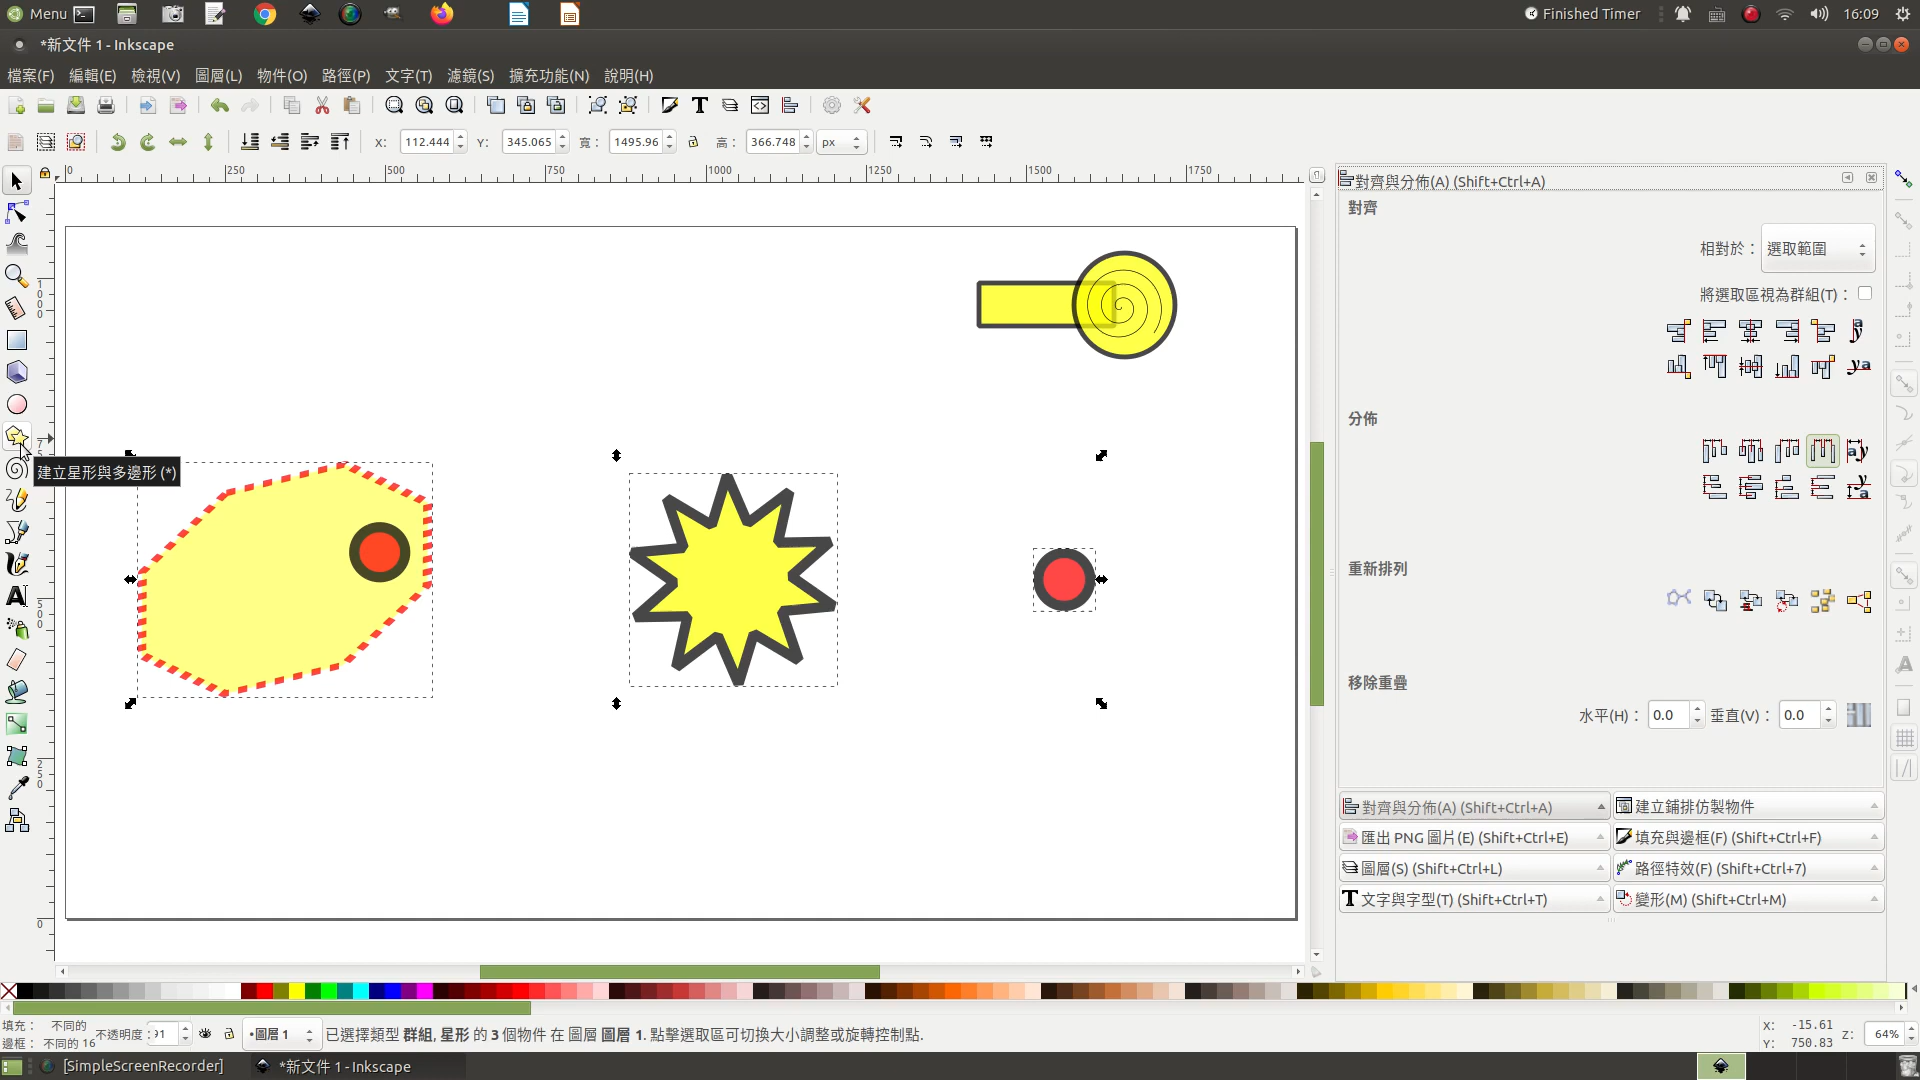 Menu
Finished Timer
16:09
*新文件 1 - Inkscape
檔案(F) 編輯(E) 檢視(V) 圖層(L) 物件(O) 路徑(P) 文字(T) 濾鏡(S) 擴充功能(N) 說明(H)
X: 112.444 Y: 345.065 寬: 1495.96 高: 366.748 px
0 250 500 750 1000 1250 1500 1750
1000
500
250
0
建立星形與多邊形 (*)
對齊與分佈(A) (Shift+Ctrl+A)
對齊
相對於: 選取範圍
將選取區視為群組(T):
分佈
重新排列
移除重疊
水平(H): 0.0 垂直(V): 0.0
對齊與分佈(A) (Shift+Ctrl+A) 建立鋪排仿製物件
匯出 PNG 圖片(E) (Shift+Ctrl+E) 填充與邊框(F) (Shift+Ctrl+F)
圖層(S) (Shift+Ctrl+L) 路徑特效(F) (Shift+Ctrl+7)
文字與字型(T) (Shift+Ctrl+T) 變形(M) (Shift+Ctrl+M)
填充: 不同的
邊框: 不同的 16
不透明度: 91
•圖層 1
已選擇類型 群組, 星形 的 3 個物件 在 圖層 圖層 1. 點擊選取區可切換大小調整或旋轉控制點.
X: -15.61
Y: 750.83
Z: 64%
[SimpleScreenRecorder] *新文件 1 - Inkscape